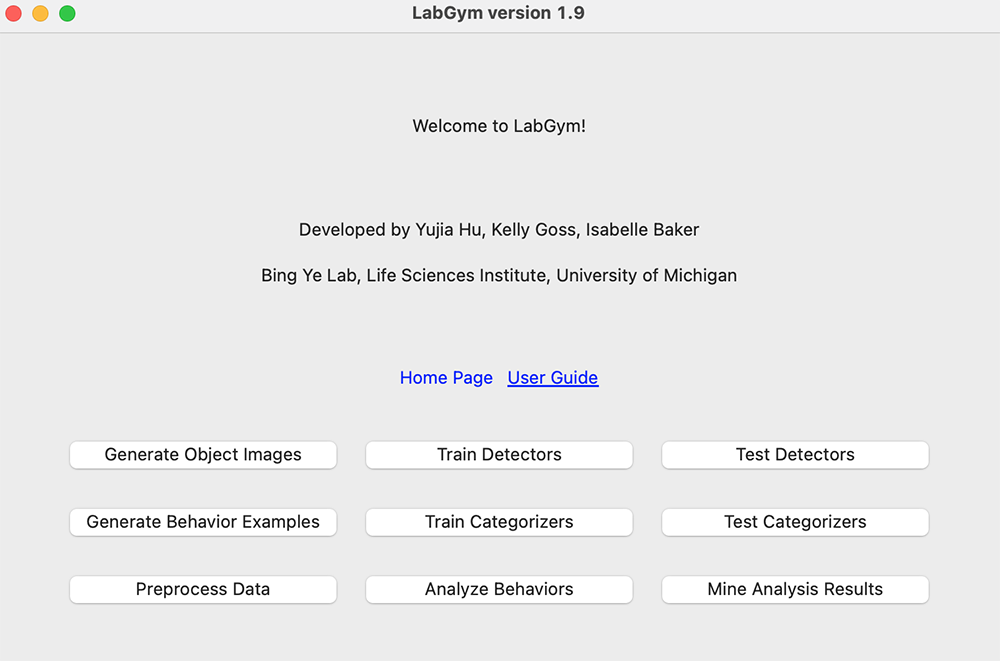 LabGym version 1.9
Welcome to LabGym!
Developed by Yujia Hu, Kelly Goss, Isabelle Baker
Bing Ye Lab, Life Sciences Institute, University of Michigan
Home Page User Guide
Generate Object Images Train Detectors Test Detectors
Generate Behavior Examples Train Categorizers Test Categorizers
Preprocess Data Analyze Behaviors Mine Analysis Results